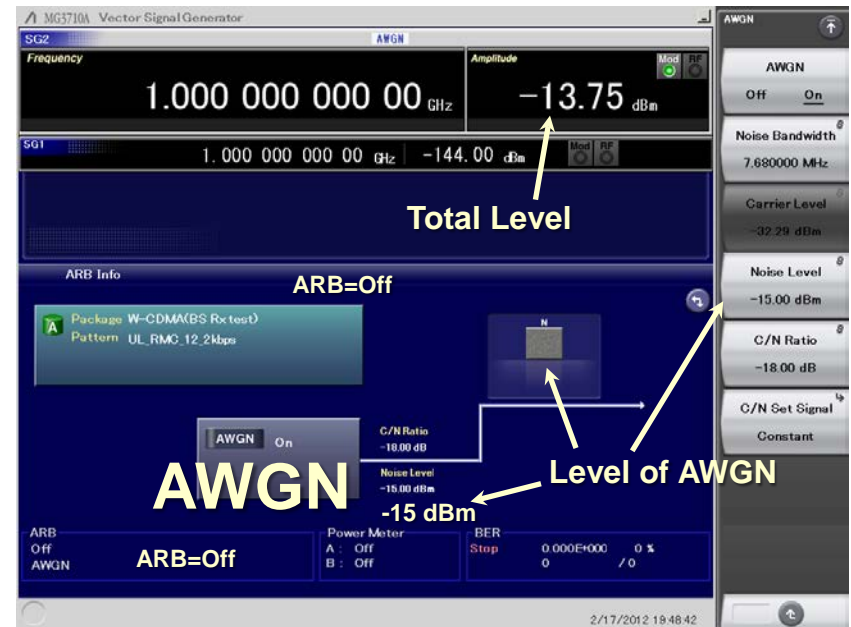 MG3710A Vector Signal Generator
SG2
AWGN
Frequency
1.000 000 000 00 GHz
Amplitude
Mod RF
-13.75 dBm
SG1
1. 000 000 000 00 GHz -144. 00 dBm
Mod RF
Total Level
ARB Info
ARB=Off
A
Package W-CDMA(BS Rx test)
Pattern UL_RMC_12_2kbps
N
AWGN On
C/N Ratio
-18.00 dB
Noise Level
-15.00 dBm
AWGN
Level of AWGN
-15 dBm
ARB
Off
AWGN
ARB=Off
Power Meter
A : Off
B : Off
BER
Stop 0.000E+000 0 %
0 / 0
2/17/2012 19:48:42
AWGN
AWGN
Off On
Noise Bandwidth
7.680000 MHz
Carrier Level
-32.29 dBm
Noise Level
-15.00 dBm
C/N Ratio
-18.00 dB
C/N Set Signal
Constant